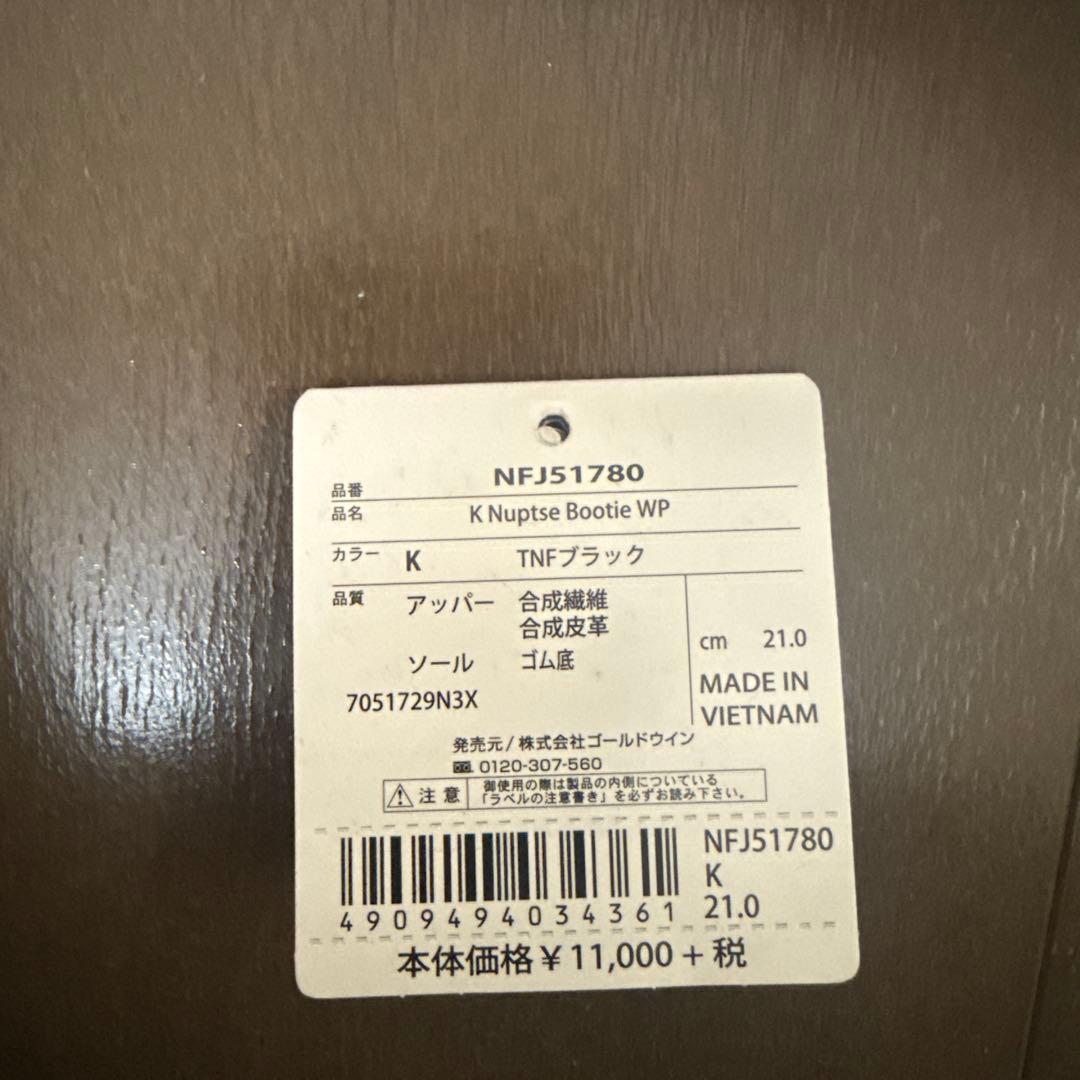 品番 NFJ51780
品名 K Nuptse Bootie WP
カラー K TNFブラック
品質 アッパー 合成繊維
合成皮革
ソール ゴム底
cm 21.0
7051729N3X
MADE IN
VIETNAM
発売元/株式会社ゴールドウイン
0120-307-560
注意 御使用の際は製品の内側についている
「ラベルの注意書き」を必ずお読み下さい。
4909494034361
NFJ51780
K
21.0
本体価格¥11,000+税